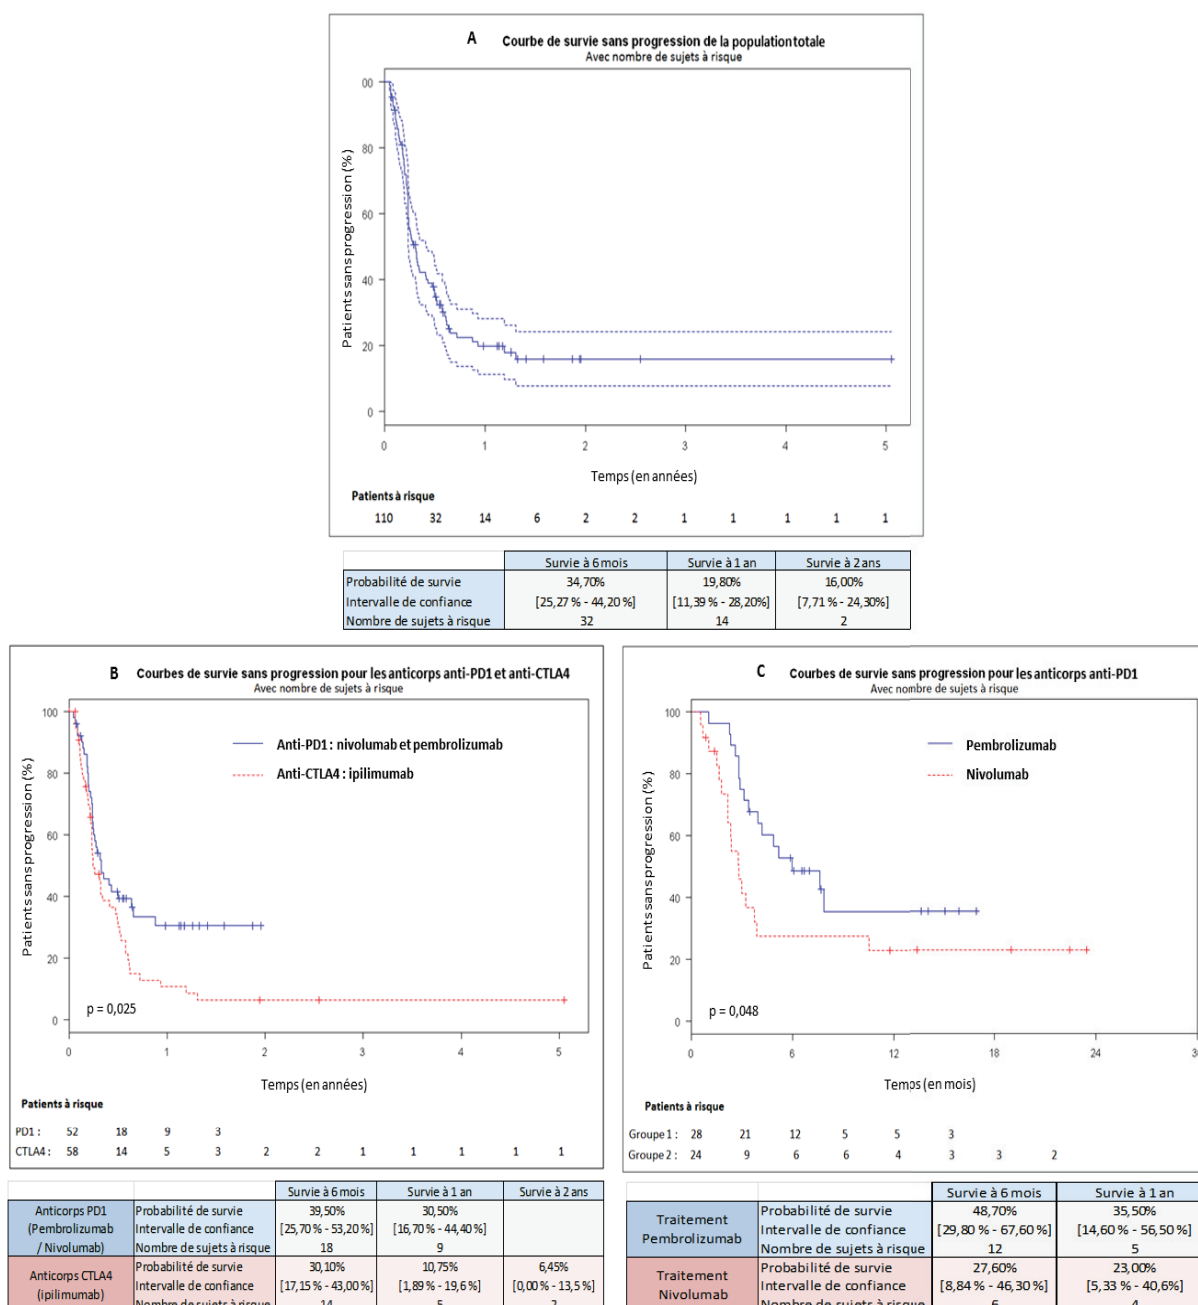 A Courbe de survie sans progression de la population totale
Avec nombre de sujets à risque
Patients sans progression (%)
00
80
60
40
20
0
0 1 2 3 4 5
Temps (en années)
Patients à risque
110 32 14 6 2 2 1 1 1 1 1
Survie à 6 mois Survie à 1 an Survie à 2 ans
Probabilité de survie 34,70% 19,80% 16,00%
Intervalle de confiance [25,27 % - 44,20 %] [11,39 % - 28,20%] [7,71 % - 24,30%]
Nombre de sujets à risque 32 14 2
B Courbes de survie sans progression pour les anticorps anti-PD1 et anti-CTLA4
Avec nombre de sujets à risque
Patients sans progression (%)
100
80
60
40
20
0
Anti-PD1 : nivolumab et pembrolizumab
Anti-CTLA4 : ipilimumab
p = 0,025
0 1 2 3 4 5
Temps (en années)
Patients à risque
PD1 : 52 18 9 3
CTLA4 : 58 14 5 3 2 2 1 1 1 1 1
Survie à 6 mois Survie à 1 an Survie à 2 ans
Anticorps PD1 (Pembrolizumab / Nivolumab)
Probabilité de survie 39,50% 30,50%
Intervalle de confiance [25,70 % - 53,20 %] [16,70 % - 44,40%]
Nombre de sujets à risque 18 9
Anticorps CTLA4 (ipilimumab)
Probabilité de survie 30,10% 10,75% 6,45%
Intervalle de confiance [17,15 % - 43,00 %] [1,89 % - 19,6 %] [0,00 % - 13,5 %]
Nombre de sujets à risque 14 5 2
C Courbes de survie sans progression pour les anticorps anti-PD1
Avec nombre de sujets à risque
Patients sans progression (%)
100
80
60
40
20
0
Pembrolizumab
Nivolumab
p = 0,048
0 6 12 18 24 30
Temps (en mois)
Patients à risque
Groupe 1 : 28 21 12 5 5 3
Groupe 2 : 24 9 6 6 4 3 3 2
Survie à 6 mois Survie à 1 an
Traitement Pembrolizumab
Probabilité de survie 48,70% 35,50%
Intervalle de confiance [29,80 % - 67,60 %] [14,60 % - 56,50 %]
Nombre de sujets à risque 12 5
Traitement Nivolumab
Probabilité de survie 27,60% 23,00%
Intervalle de confiance [8,84 % - 46,30 %] [5,33 % - 40,6%]
Nombre de sujets à risque 6 4